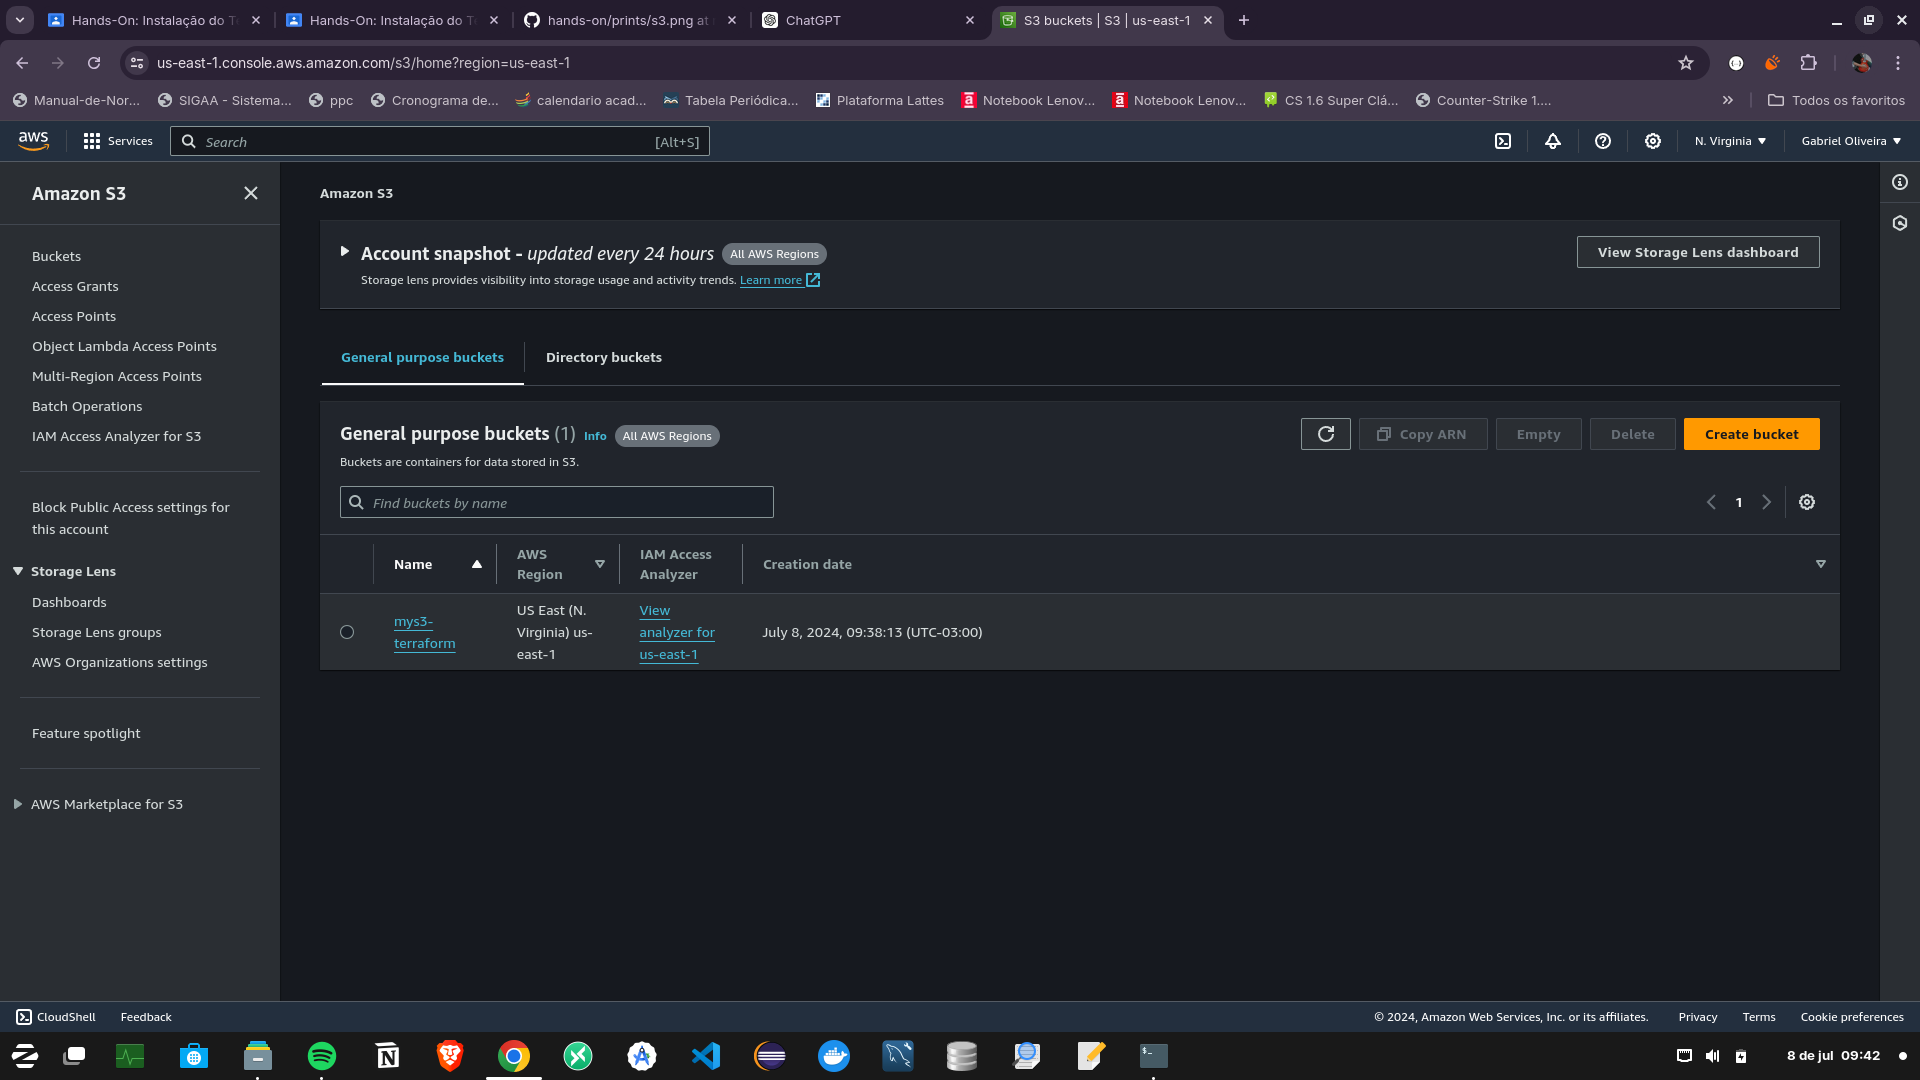 Hands-On: Instalação do T
Hands-On: Instalação do T
hands-on/prints/s3.png at
ChatGPT
S3 buckets | S3 | us-east-1
us-east-1.console.aws.amazon.com/s3/home?region=us-east-1
Manual-de-Nor...
SIGAA - Sistema...
ppc
Cronograma de...
calendario acad...
Tabela Periódica...
Plataforma Lattes
Notebook Lenov...
Notebook Lenov...
CS 1.6 Super Clá...
Counter-Strike 1....
Todos os favoritos
aws
Services
Search
[Alt+S]
N. Virginia
Gabriel Oliveira
Amazon S3
Buckets
Access Grants
Access Points
Object Lambda Access Points
Multi-Region Access Points
Batch Operations
IAM Access Analyzer for S3
Block Public Access settings for
this account
Storage Lens
Dashboards
Storage Lens groups
AWS Organizations settings
Feature spotlight
AWS Marketplace for S3
Amazon S3
Account snapshot - updated every 24 hours
All AWS Regions
Storage lens provides visibility into storage usage and activity trends. Learn more
View Storage Lens dashboard
General purpose buckets
Directory buckets
General purpose buckets (1)
Info
All AWS Regions
Buckets are containers for data stored in S3.
Copy ARN
Empty
Delete
Create bucket
Find buckets by name
1
Name
AWS
Region
IAM Access
Analyzer
Creation date
mys3-
terraform
US East (N.
Virginia) us-
east-1
View
analyzer for
us-east-1
July 8, 2024, 09:38:13 (UTC-03:00)
CloudShell
Feedback
© 2024, Amazon Web Services, Inc. or its affiliates.
Privacy
Terms
Cookie preferences
8 de jul 09:42